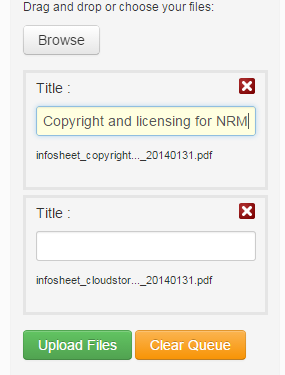 Drag and drop or choose your files:
Browse
Title :
Copyright and licensing for NRM
infosheet_copyright..._20140131.pdf
Title :
infosheet_cloudstor..._20140131.pdf
Upload Files Clear Queue